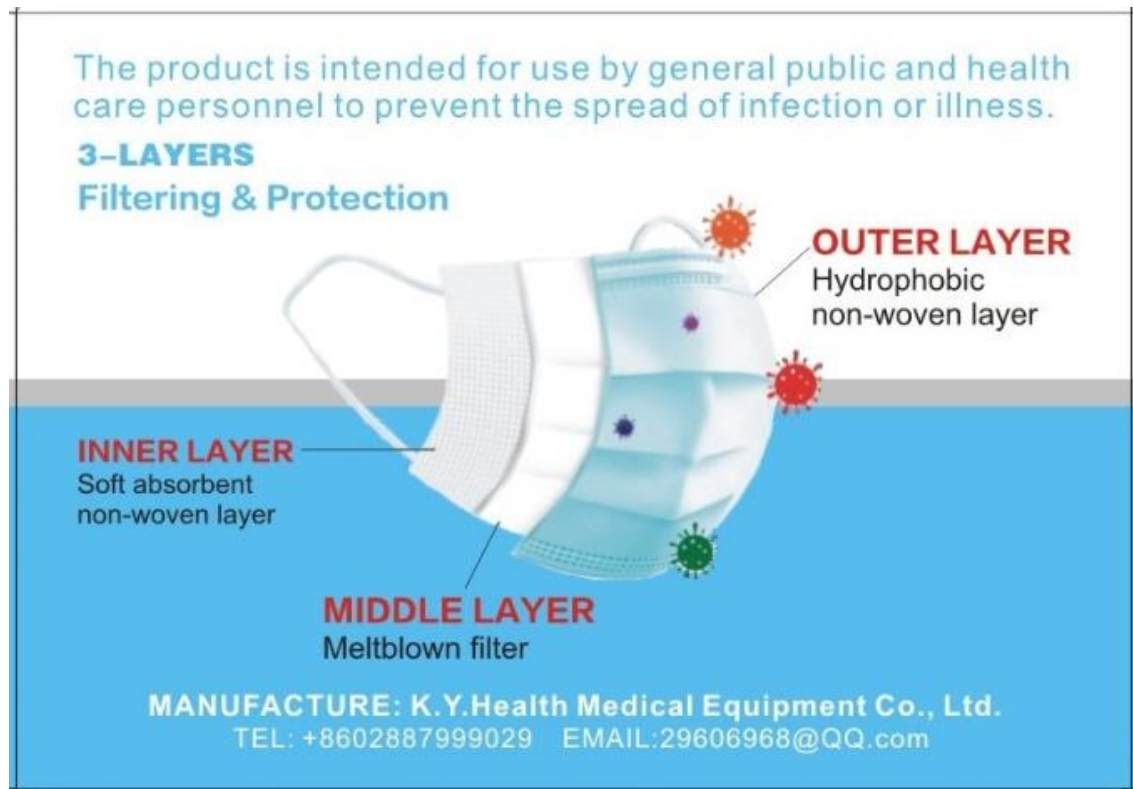 The product is intended for use by general public and health
care personnel to prevent the spread of infection or illness.
3-LAYERS
Filtering & Protection
OUTER LAYER
Hydrophobic
non-woven layer
INNER LAYER
Soft absorbent
non-woven layer
MIDDLE LAYER
Meltblown filter
MANUFACTURE: K.Y.Health Medical Equipment Co., Ltd.
TEL: +8602887999029 EMAIL:29606968@QQ.com